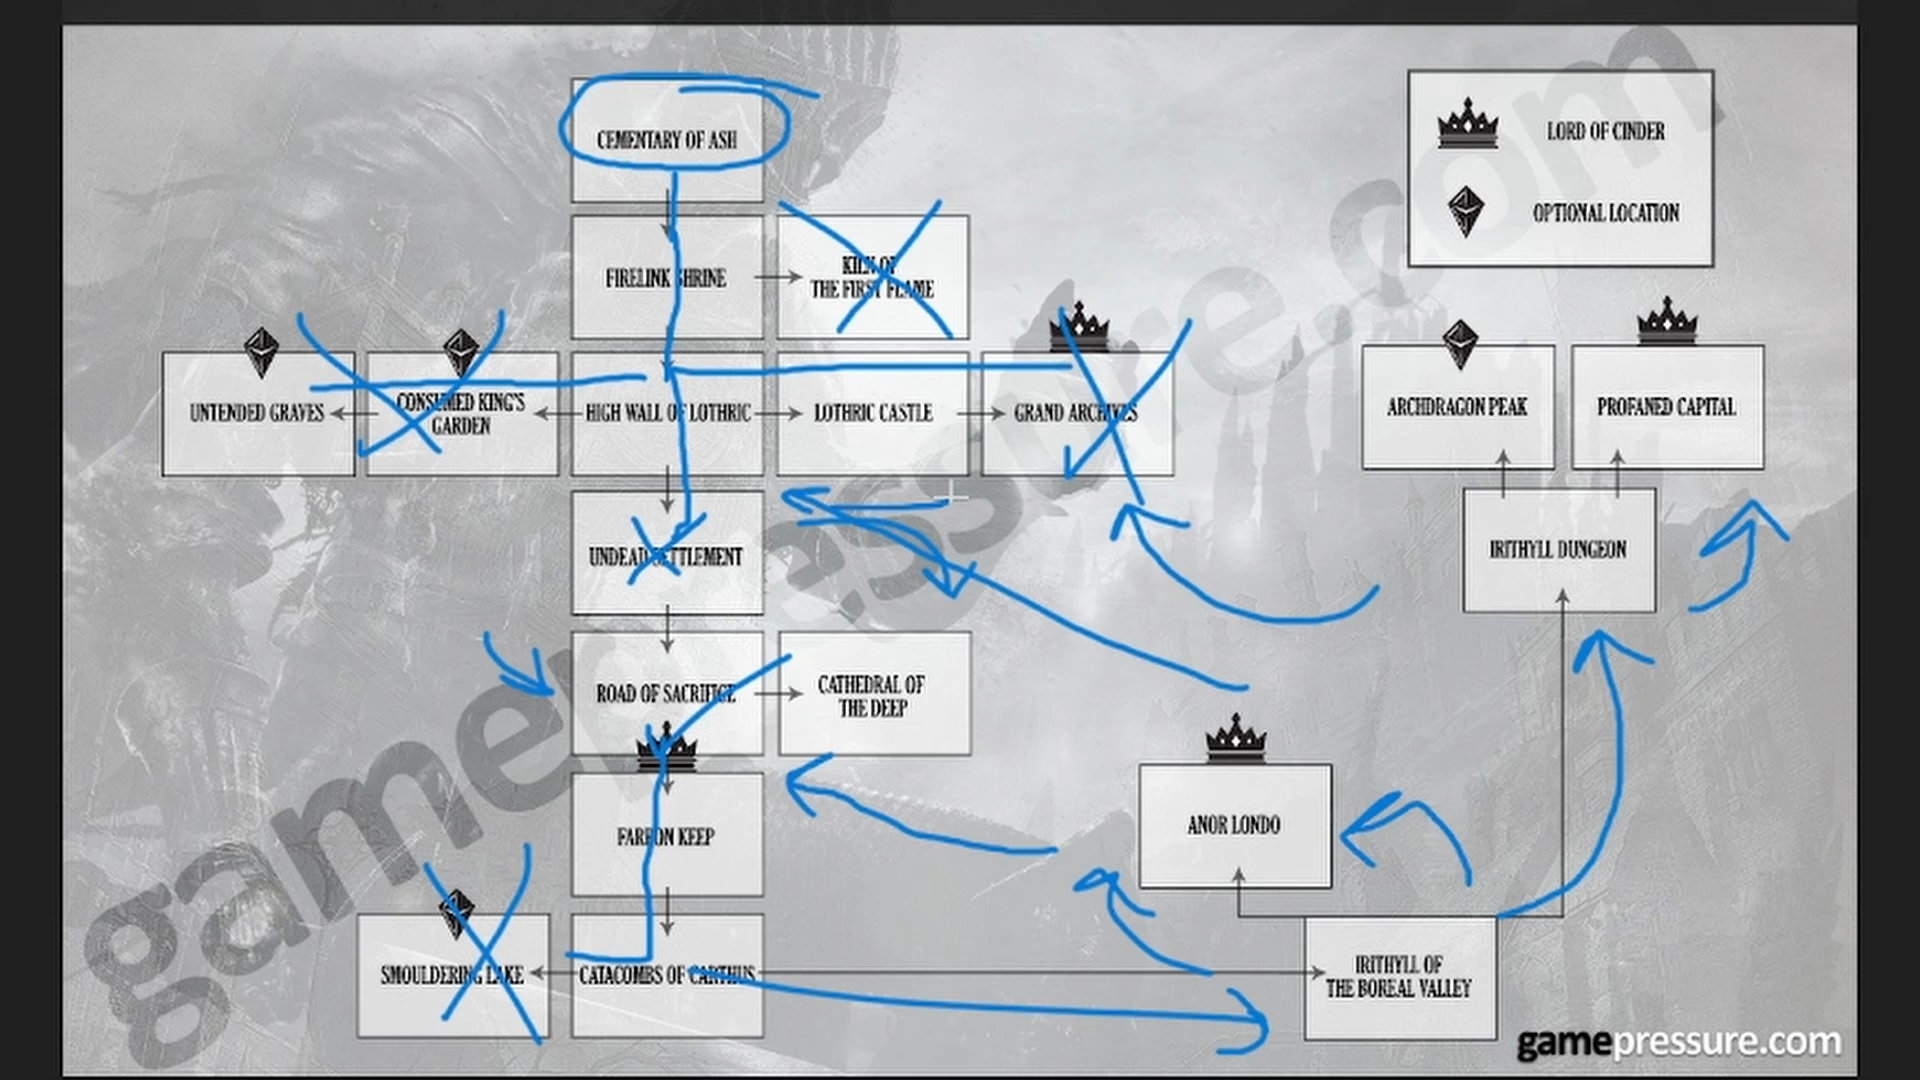 CEMENTARY OF ASH
LORD OF CINDER
OPTIONAL LOCATION
FIRELINK SHRINE
KILN OF
THE FIRST FLAME
UNTENDED GRAVES
CONSUMED KING'S
GARDEN
HIGH WALL OF LOTHRIC
LOTHRIC CASTLE
GRAND ARCHIVES
ARCHDRAGON PEAK
PROFANED CAPITAL
UNDEAD SETTLEMENT
IRITHYLL DUNGEON
ROAD OF SACRIFICE
CATHEDRAL OF
THE DEEP
FARRON KEEP
ANOR LONDO
SMOULDERING LAKE
CATACOMBS OF CARTHUS
IRITHYLL OF
THE BOREAL VALLEY
gamepressure.com
gamepressure.com